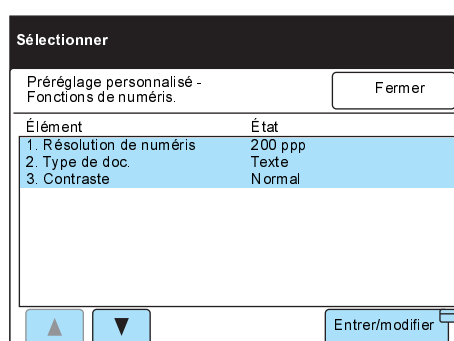 Sélectionner
Préréglage personnalisé -
Fonctions de numéris.
Fermer
Élément État
1. Résolution de numéris 200 ppp
2. Type de doc. Texte
3. Contraste Normal
Entrer/modifier